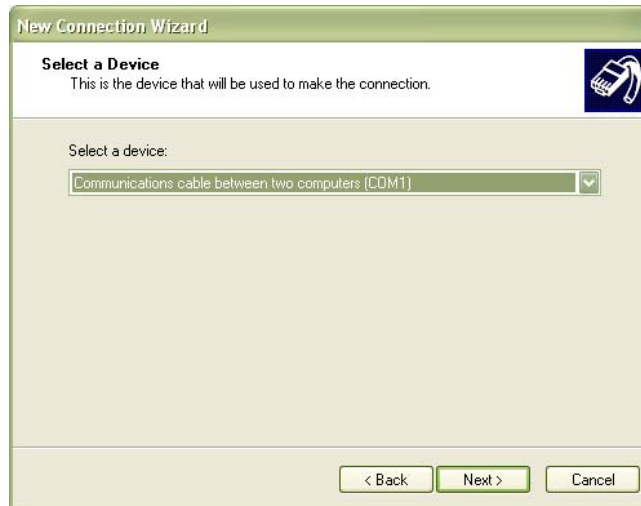 New Connection Wizard
Select a Device
This is the device that will be used to make the connection.
Select a device:
Communications cable between two computers (COM1)
< Back
Next >
Cancel